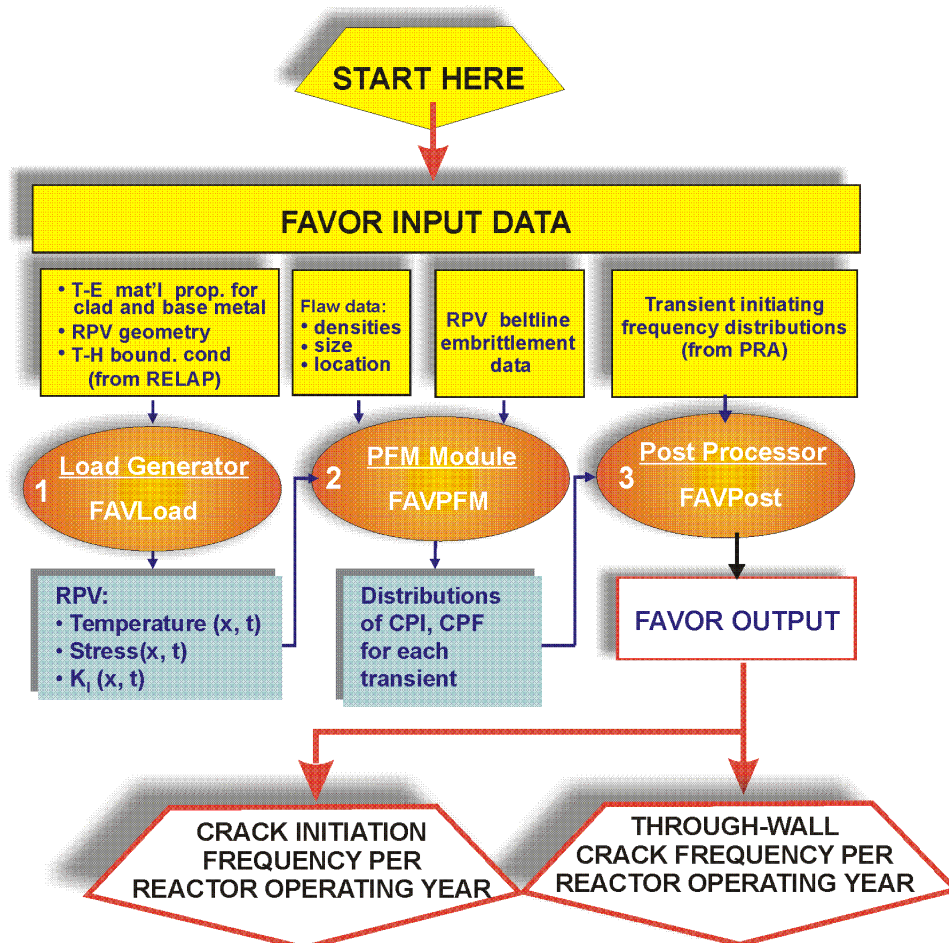 START HERE
FAVOR INPUT DATA
• T-E mat'l prop. for
clad and base metal
• RPV geometry
• T-H bound. cond
(from RELAP)
Flaw data:
• densities
• size
• location
RPV beltline
embrittlement
data
Transient initiating
frequency distributions
(from PRA)
Load Generator
1
FAVLoad
PFM Module
2
FAVPFM
Post Processor
3
FAVPost
RPV:
• Temperature (x, t)
• Stress(x, t)
• KI (x, t)
Distributions
of CPI, CPF
for each
transient
FAVOR OUTPUT
CRACK INITIATION
FREQUENCY PER
REACTOR OPERATING YEAR
THROUGH-WALL
CRACK FREQUENCY PER
REACTOR OPERATING YEAR